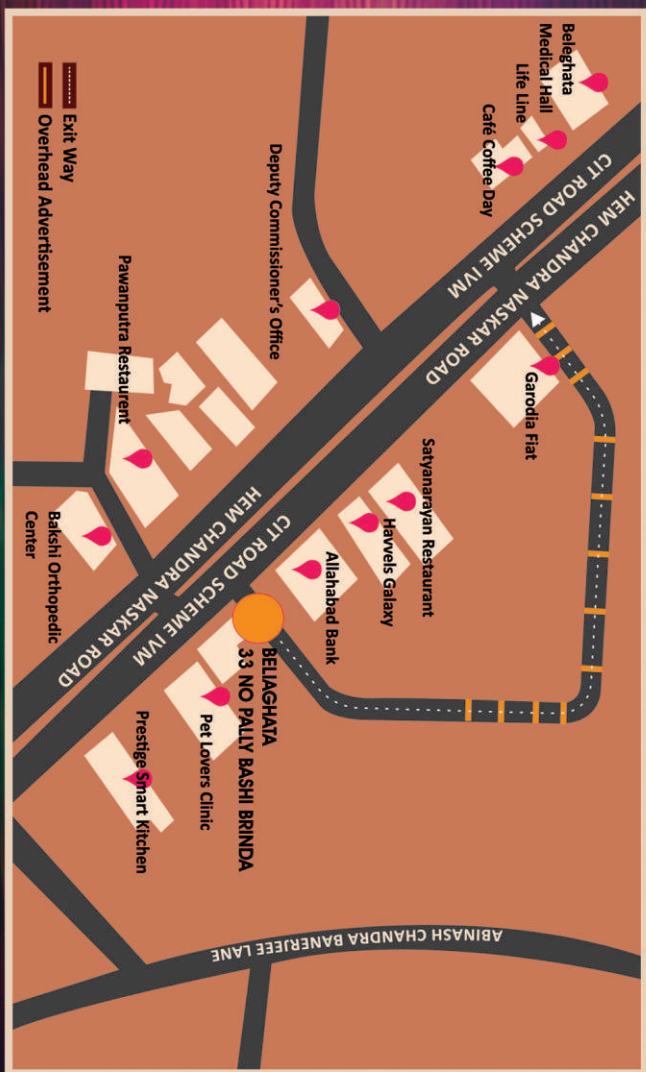 Beleghata
Medical Hall
Life Line
Café Coffee Day
CIT ROAD SCHEME IVM
HEM CHANDRA NASKAR ROAD
Deputy Commissioner's Office
Garodia Fiat
Exit Way
Overhead Advertisement
Pawanputra Restaurent
Satyanarayan Restaurant
Havvels Galaxy
Allahabad Bank
HEM CHANDRA NASKAR ROAD
CIT ROAD SCHEME IVM
Bakshi Orthopedic
Center
BELIAGHATA
33 NO PALLY BASHI BRINDA
Pet Lovers Clinic
Prestige Smart Kitchen
ABINASH CHANDRA BANERJEEE LANE